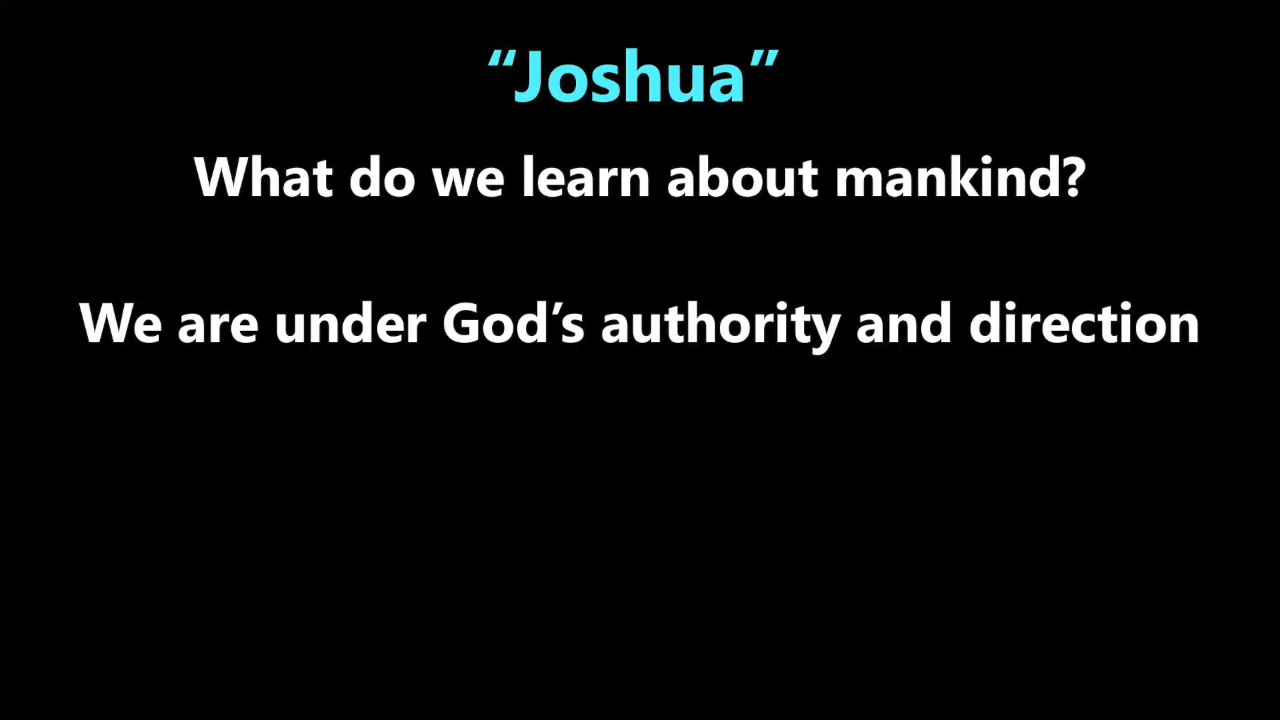 “Joshua”
What do we learn about mankind?
We are under God’s authority and direction